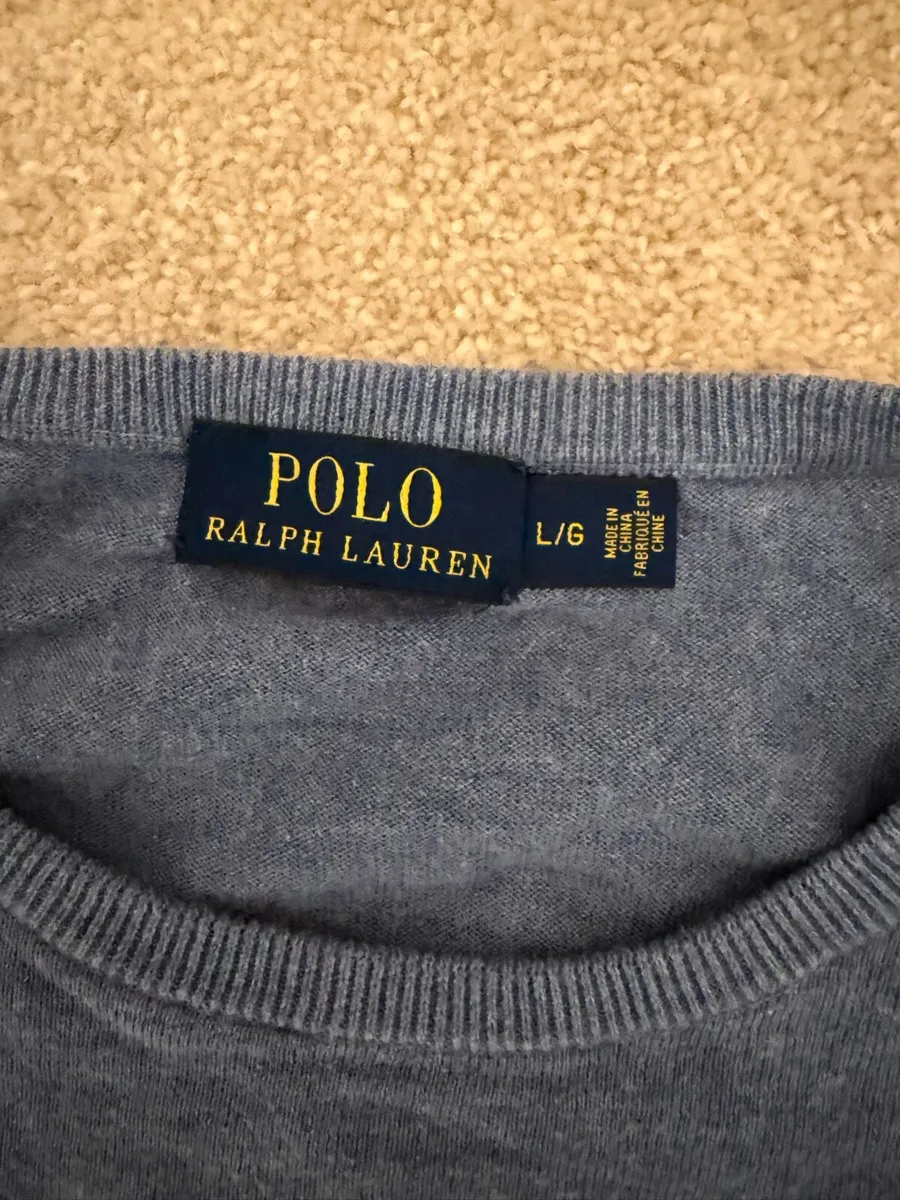 POLO
RALPH LAUREN
L/G
MADE IN
CHINA
FABRIQUÉ EN
CHINE